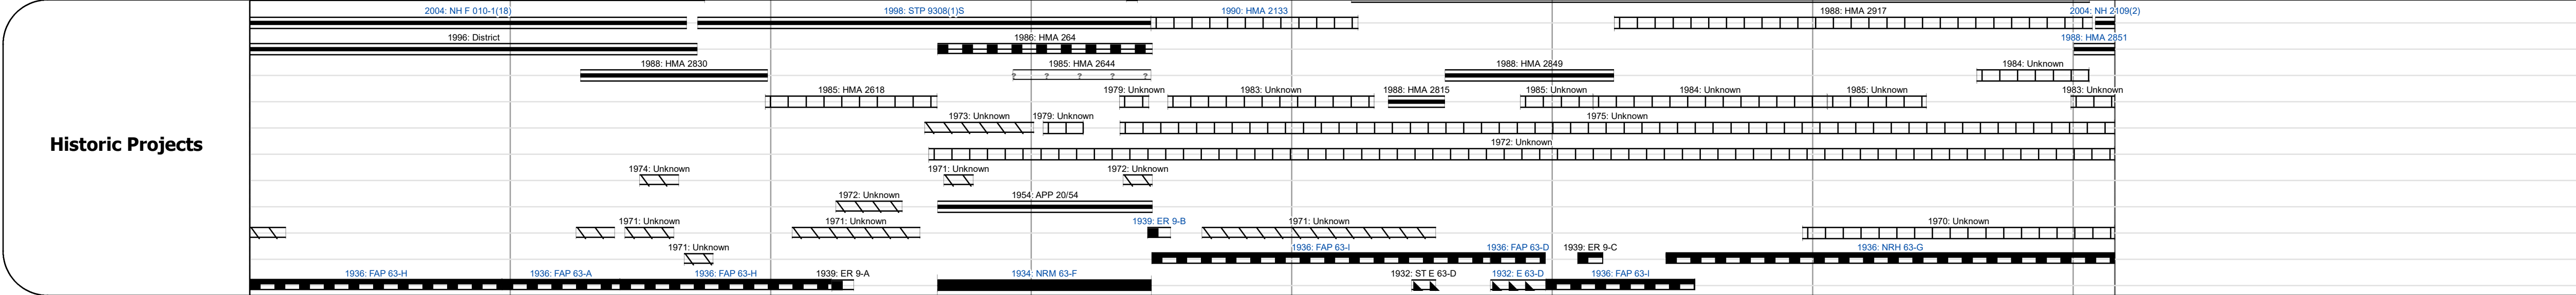 2004: NH F 010-1(18) 1998: STP 9308(1)S 1990: HMA 2133 1988: HMA 2917 2004: NH 2109(2)
1996: District 1986: HMA 264 1988: HMA 2851
1988: HMA 2830 1985: HMA 2644 1988: HMA 2849 1984: Unknown
? ? ? ? ?
1985: HMA 2618 1979: Unknown 1983: Unknown 1988: HMA 2815 1985: Unknown 1984: Unknown 1985: Unknown 1983: Unknown
1973: Unknown 1979: Unknown 1975: Unknown
Historic Projects
1972: Unknown
1974: Unknown 1971: Unknown 1972: Unknown
1972: Unknown 1954: APP 20/54
1971: Unknown 1971: Unknown 1939: ER 9-B 1971: Unknown 1970: Unknown
1971: Unknown 1936: FAP 63-I 1936: FAP 63-D 1939: ER 9-C 1936: NRH 63-G
1936: FAP 63-H 1936: FAP 63-A 1936: FAP 63-H 1939: ER 9-A 1934: NRM 63-F 1932: ST E 63-D 1932: E 63-D 1936: FAP 63-I